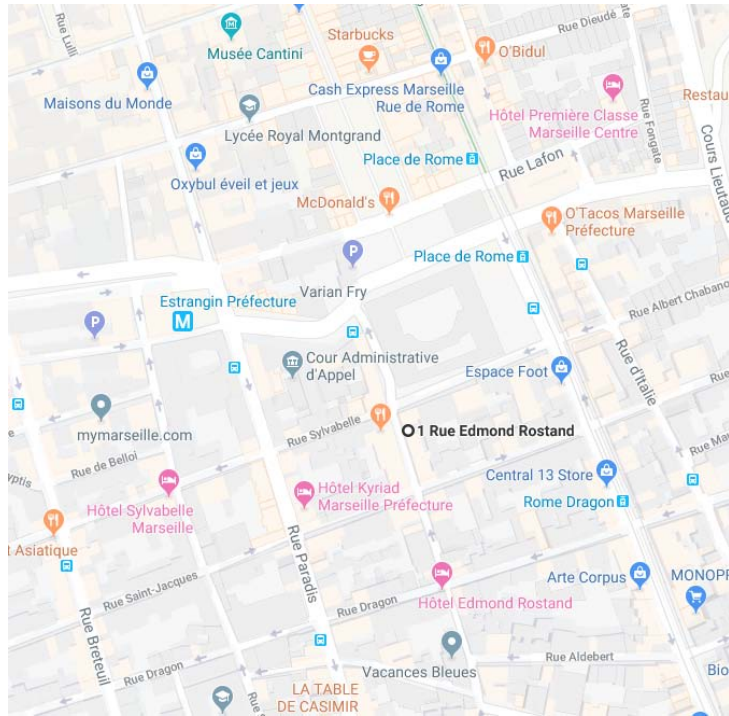 Rue Lulli
Musée Cantini
Starbucks
O'Bidul
Rue Dieudé
Maisons du Monde
Cash Express Marseille
Rue de Rome
Hôtel Première Classe
Marseille Centre
Restau
Rue Fongate
Cours Lieutaud
Lycée Royal Montgrand
Place de Rome
Rue Lafon
Oxybul éveil et jeux
McDonald's
O'Tacos Marseille
Préfecture
P
Varian Fry
Place de Rome
Estrangin Préfecture
M
P
Rue Albert Chabano
Cour Administrative
d'Appel
Espace Foot
Rue d'Italie
mymarseille.com
Rue Sylvabelle
1 Rue Edmond Rostand
Rue Ma
Rue de Belloi
yptis
Hôtel Sylvabelle
Marseille
Hôtel Kyriad
Marseille Préfecture
Central 13 Store
Rome Dragon
t Asiatique
Rue Paradis
Rue Saint-Jacques
Rue Breteuil
Rue Dragon
Hôtel Edmond Rostand
Arte Corpus
MONOPR
Rue Dragon
Vacances Bleues
Rue Aldebert
Bio
LA TABLE
DE CASIMIR